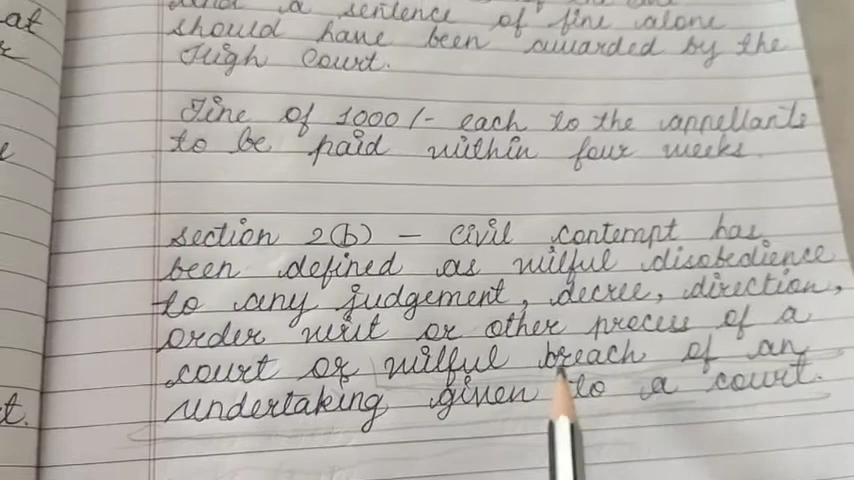 a sentence of fine alone
should have been awarded by the
High Court.
Fine of 1000/- each to the appellants
to be paid within four weeks.
section 2(b) - civil contempt has
been defined as wilful disobedience
to any judgement, decree, direction,
order writ or other process of a
court or wilful breach of an
undertaking given to a court.